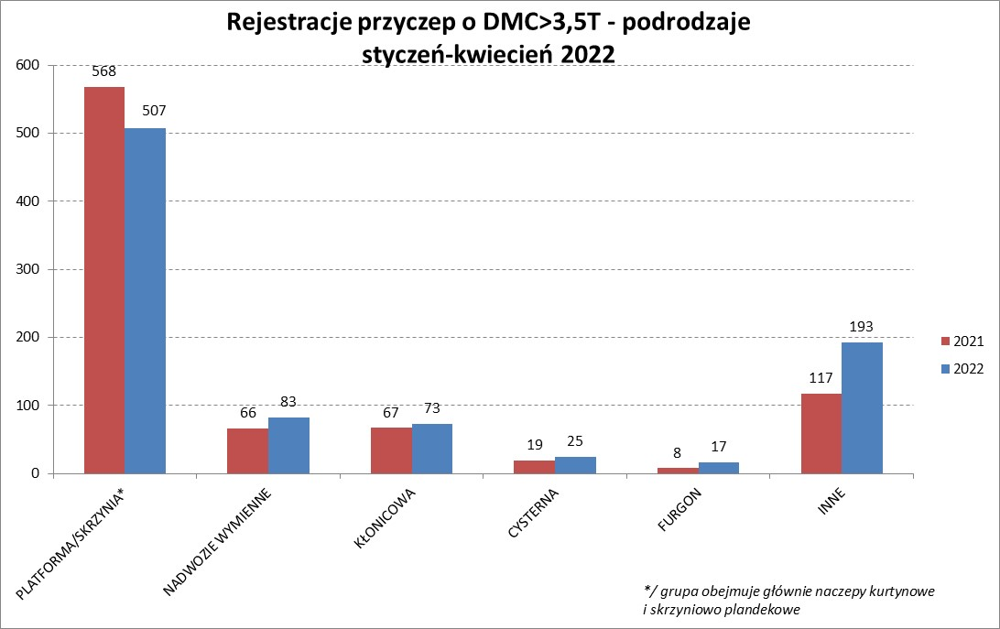 Rejestracje przyczep o DMC>3,5T - podrodzaje
styczeń-kwiecień 2022
600
500
400
300
200
100
0
568
507
66
83
67
73
19
25
8
17
117
193
2021
2022
PLATFORMA/SKRZYNIA*
NADWOZIE WYMIENNE
KŁONICOWA
CYSTERNA
FURGON
INNE
*/ grupa obejmuje głównie naczepy kurtynowe
i skrzyniowo plandekowe